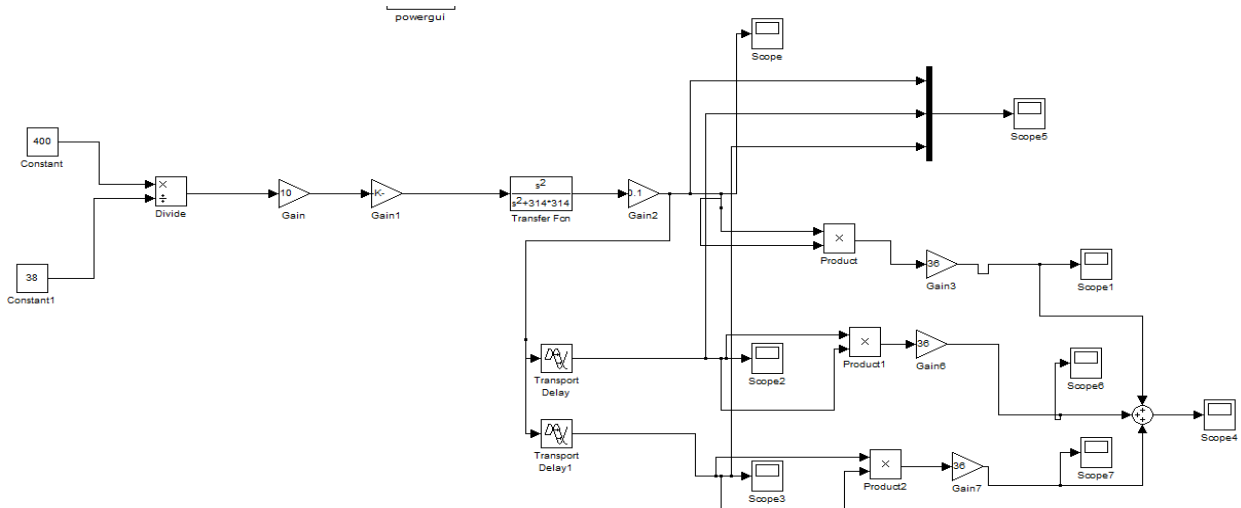 powergui
Scope
Scope5
400
Constant
×
÷
Divide
10
Gain
-K-
Gain1
s2
s2+314*314
Transfer Fcn
0.1
Gain2
×
Product
36
Gain3
Scope1
38
Constant1
Transport
Delay
Scope2
×
Product1
36
Gain6
Scope6
+
+
+
Scope4
Transport
Delay1
Scope3
×
Product2
36
Gain7
Scope7